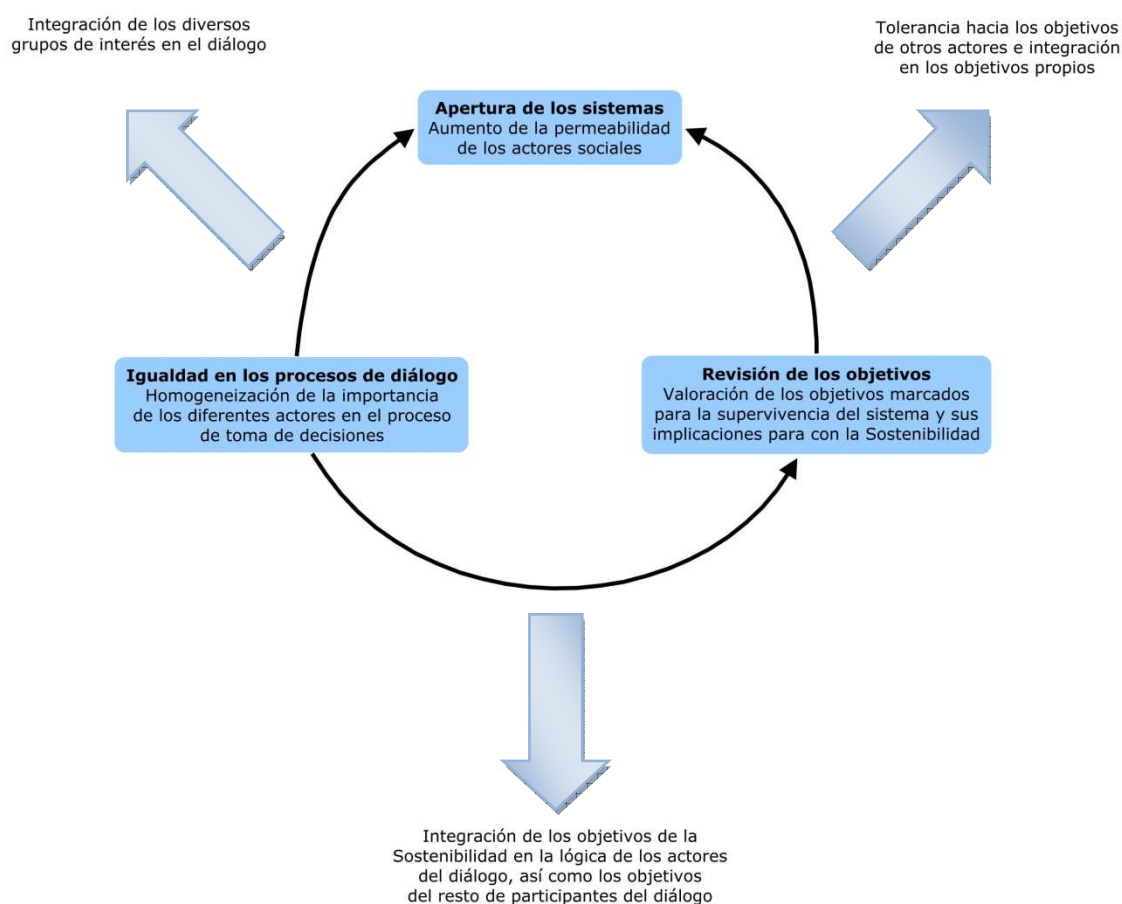 Integración de los diversos
grupos de interés en el diálogo
Tolerancia hacia los objetivos
de otros actores e integración
en los objetivos propios
Apertura de los sistemas
Aumento de la permeabilidad
de los actores sociales
Igualdad en los procesos de diálogo
Homogeneización de la importancia
de los diferentes actores en el proceso
de toma de decisiones
Revisión de los objetivos
Valoración de los objetivos marcados
para la supervivencia del sistema y sus
implicaciones para con la Sostenibilidad
Integración de los objetivos de la
Sostenibilidad en la lógica de los actores
del diálogo, así como los objetivos
del resto de participantes del diálogo